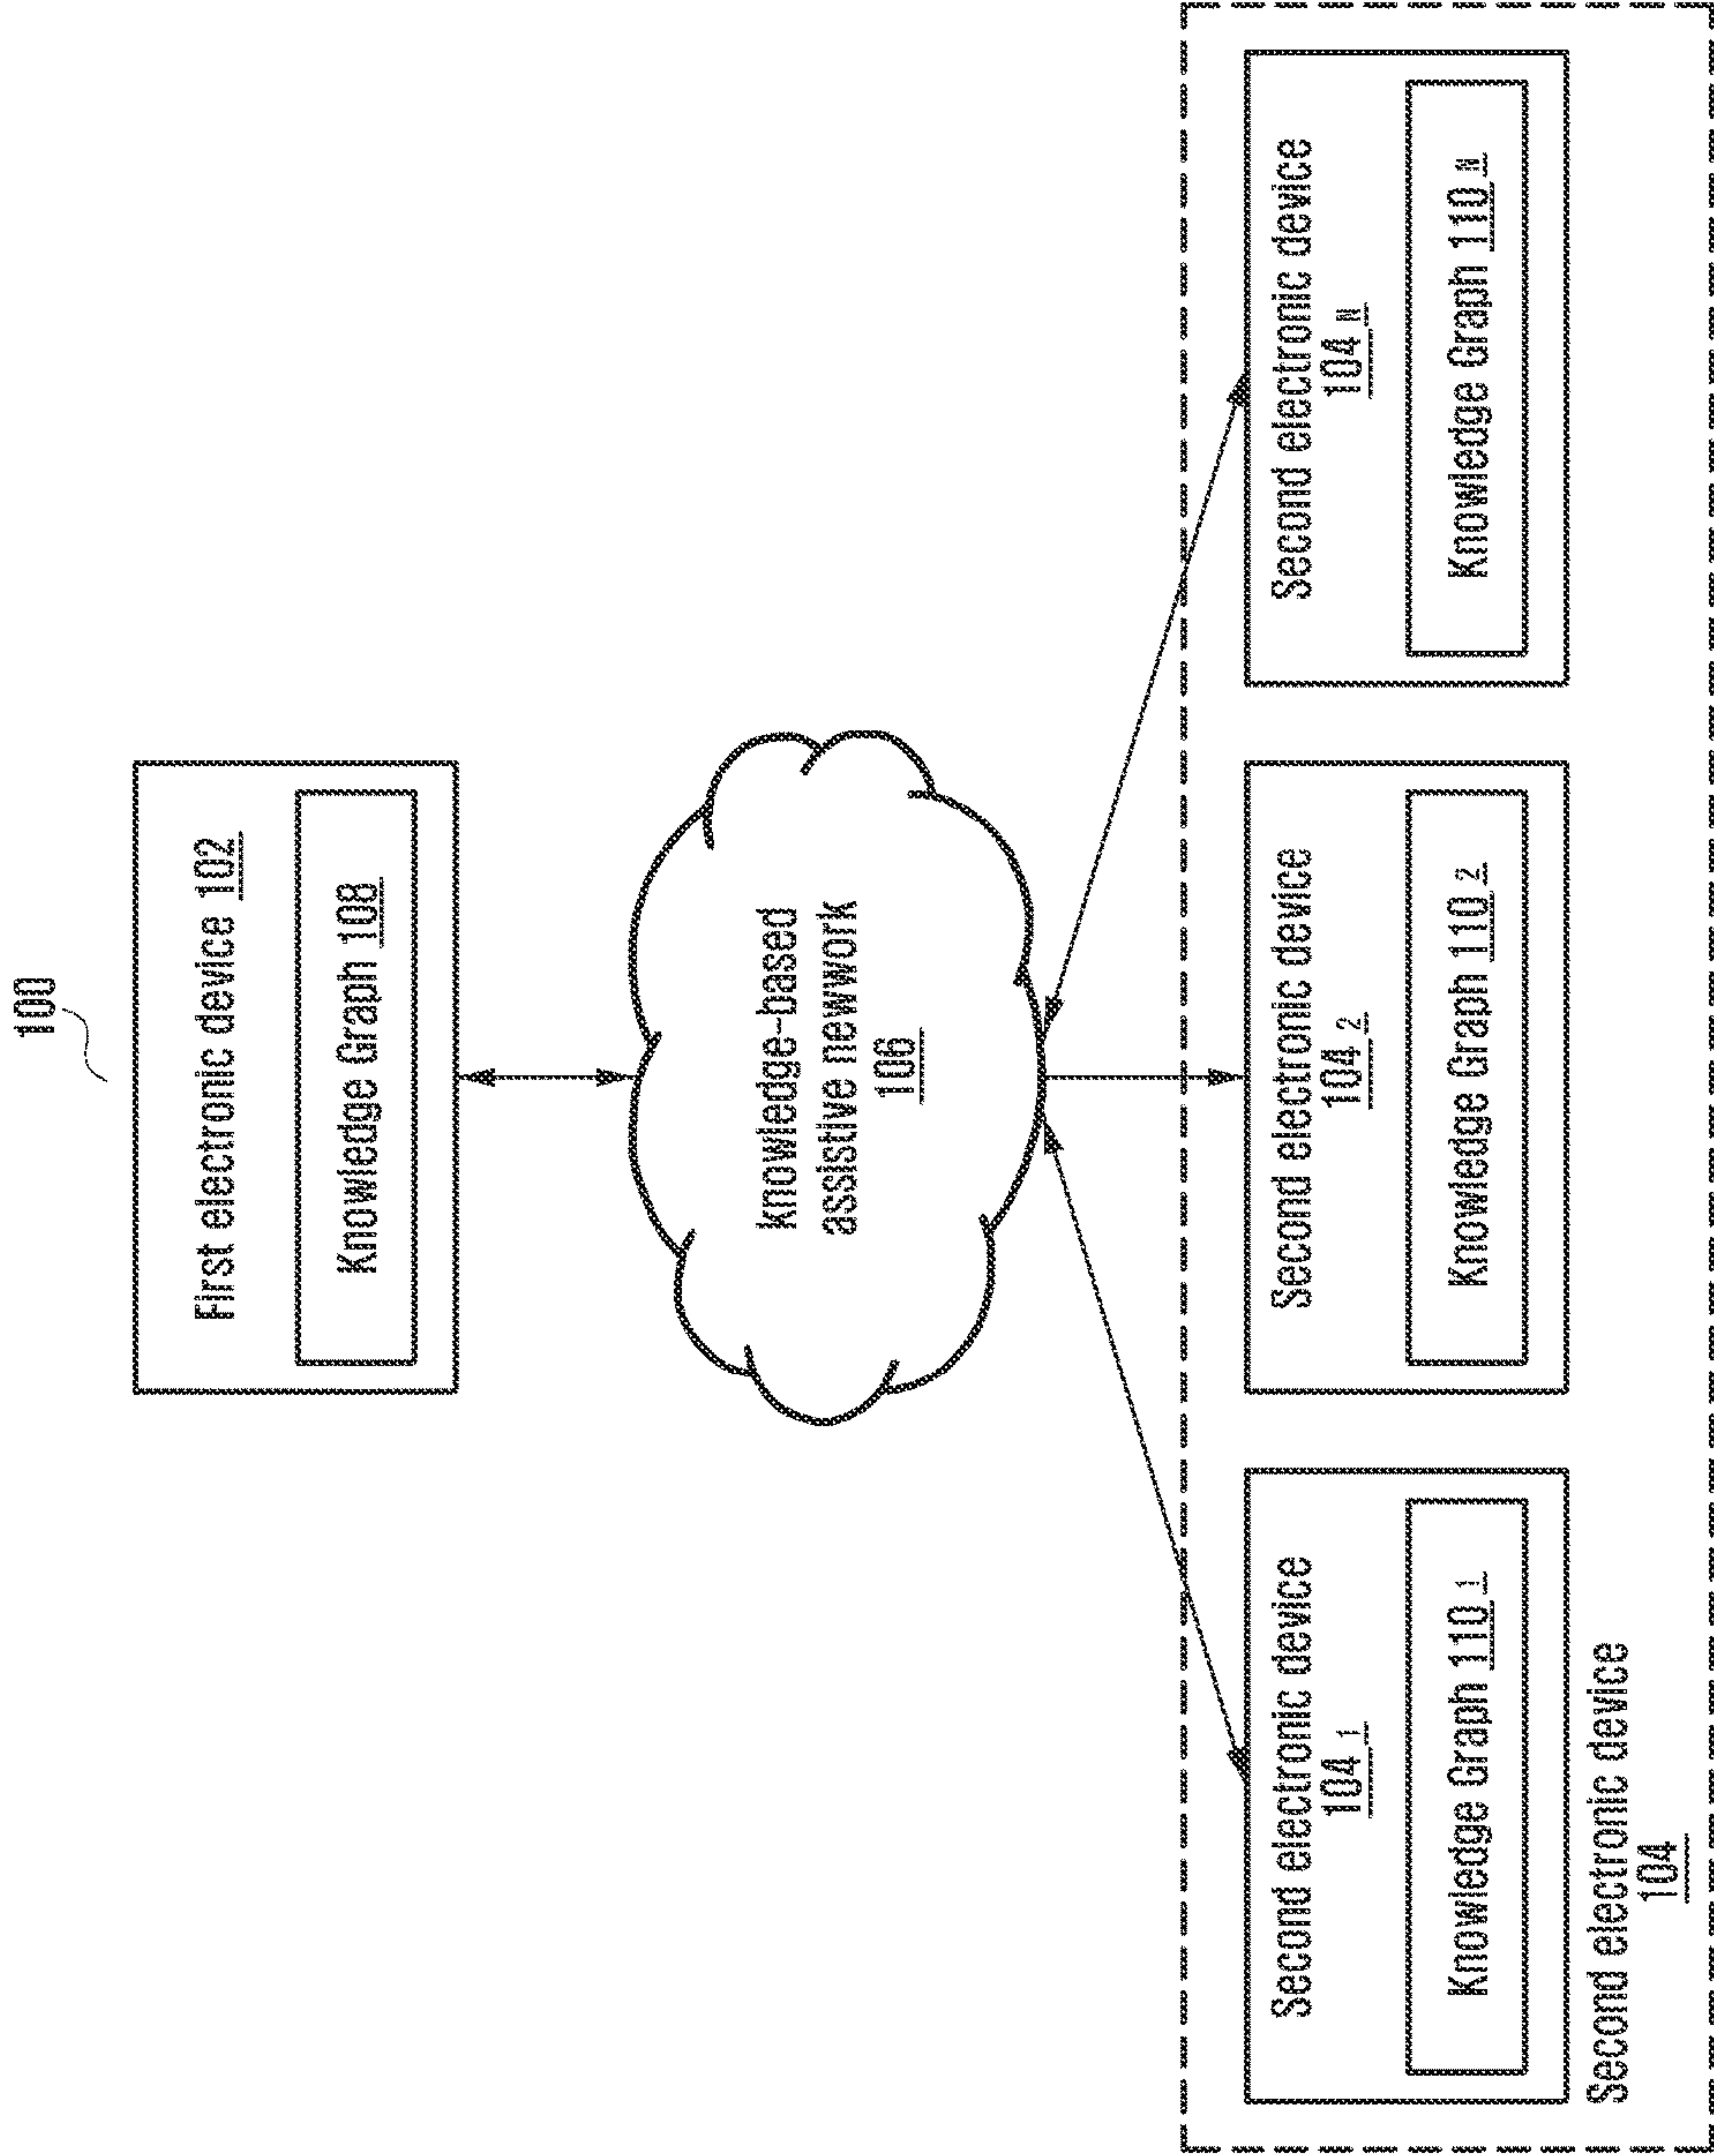 100
First electronic device 102
Knowledge Graph 108
knowledge-based
assistive nework
106
Second electronic device
104 1
Knowledge Graph 110 1
Second electronic device
104 2
Knowledge Graph 110 2
Second electronic device
104 N
Knowledge Graph 110 N
Second electronic device
104